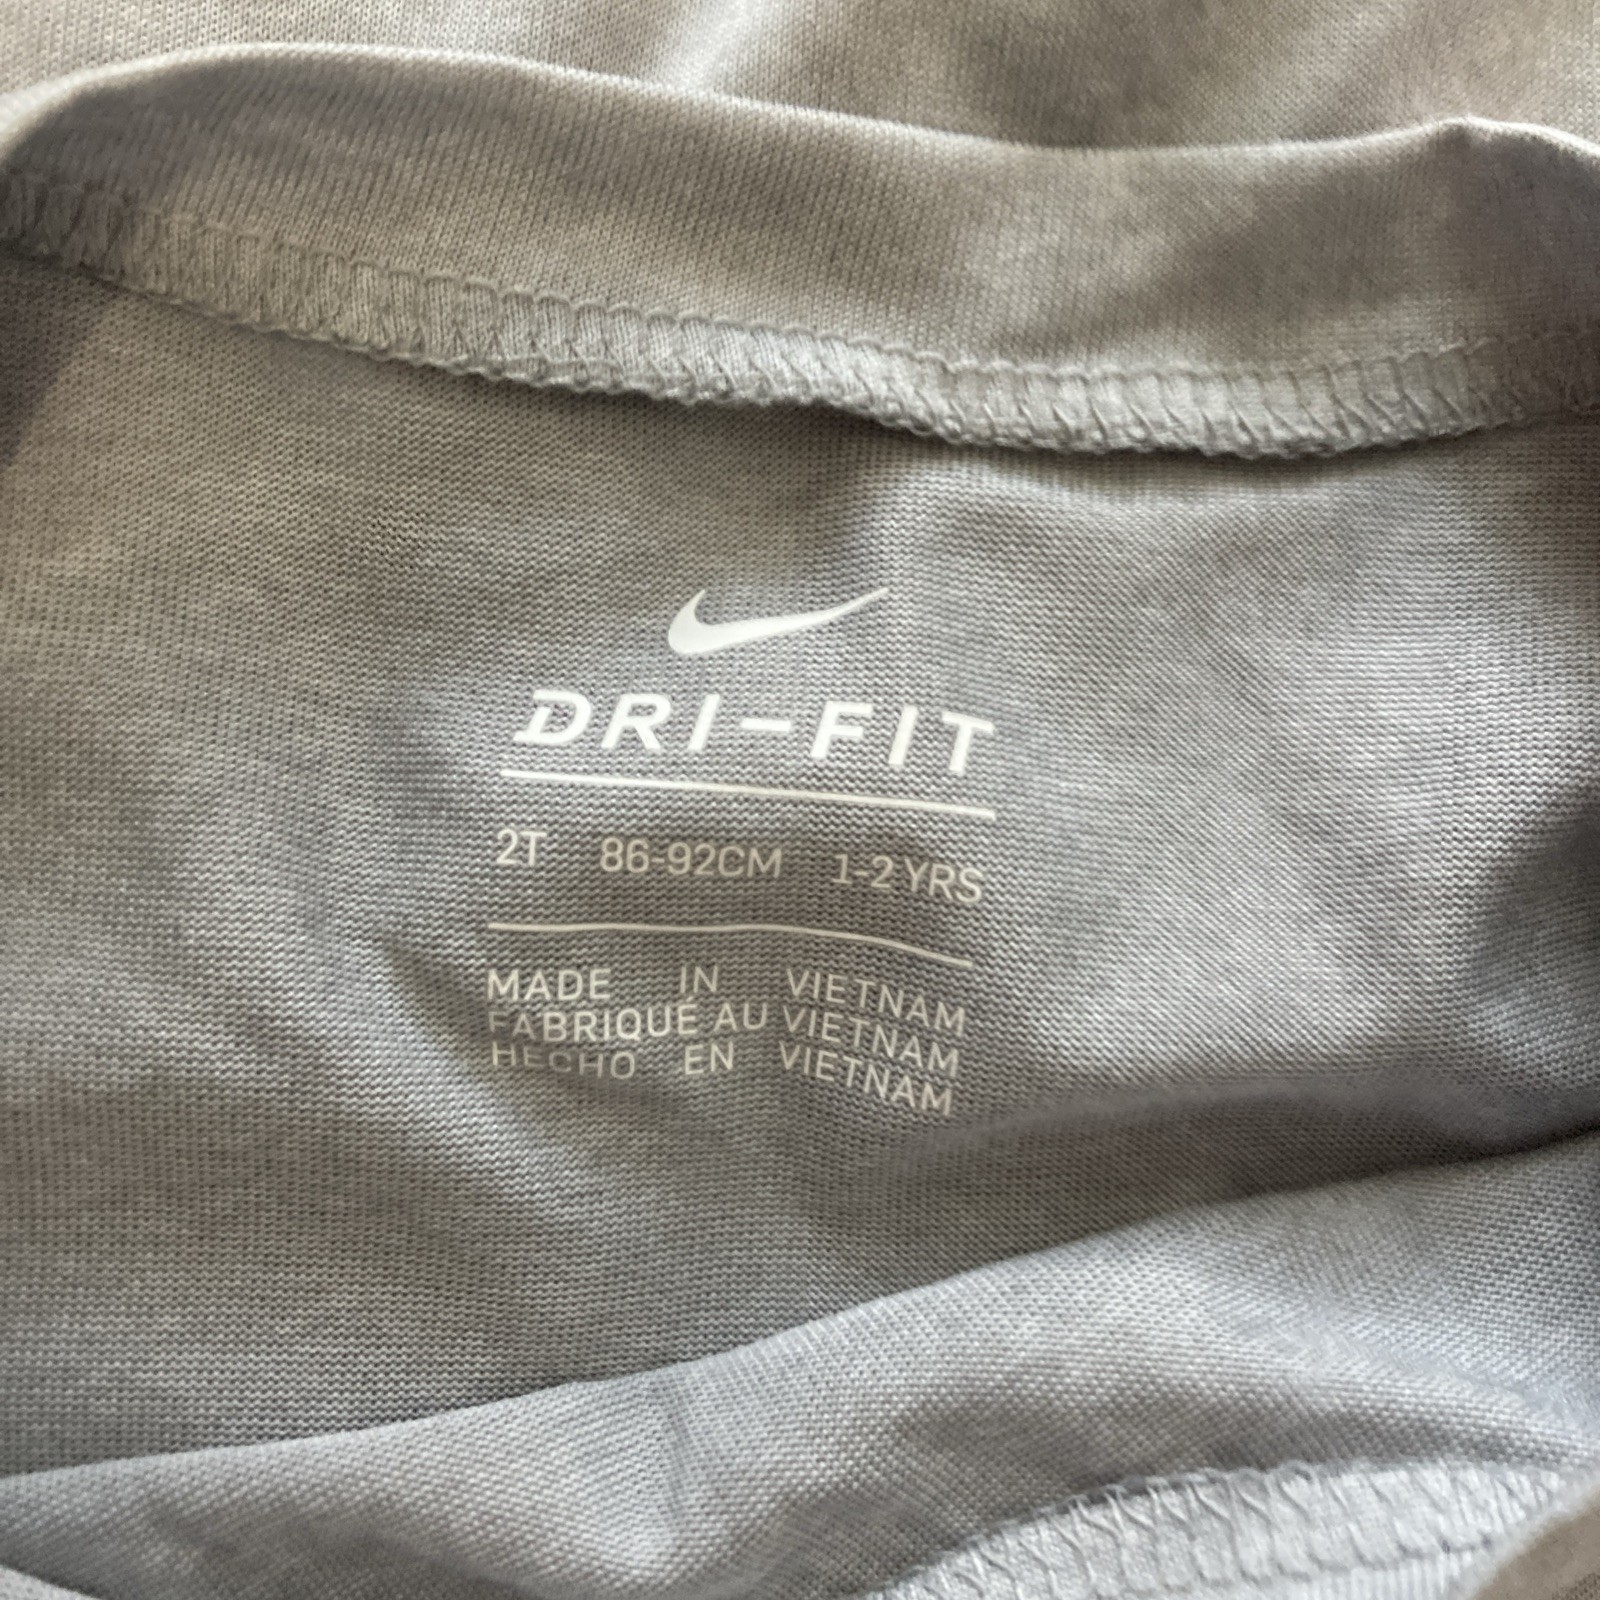 DRI-FIT
2T 86-92CM 1-2 YRS
MADE IN VIETNAM
FABRIQUÉ AU VIETNAM
HECHO EN VIETNAM